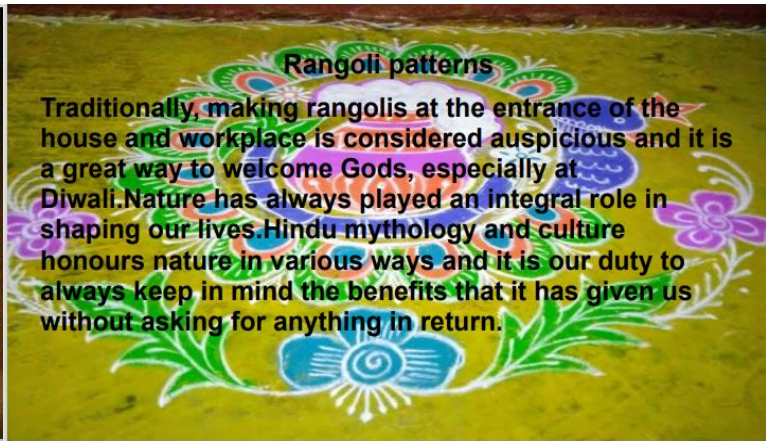 Rangoli patterns
Traditionally, making rangolis at the entrance of the
house and workplace is considered auspicious and it is
a great way to welcome Gods, especially at
Diwali.Nature has always played an integral role in
shaping our lives.Hindu mythology and culture
honours nature in various ways and it is our duty to
always keep in mind the benefits that it has given us
without asking for anything in return.